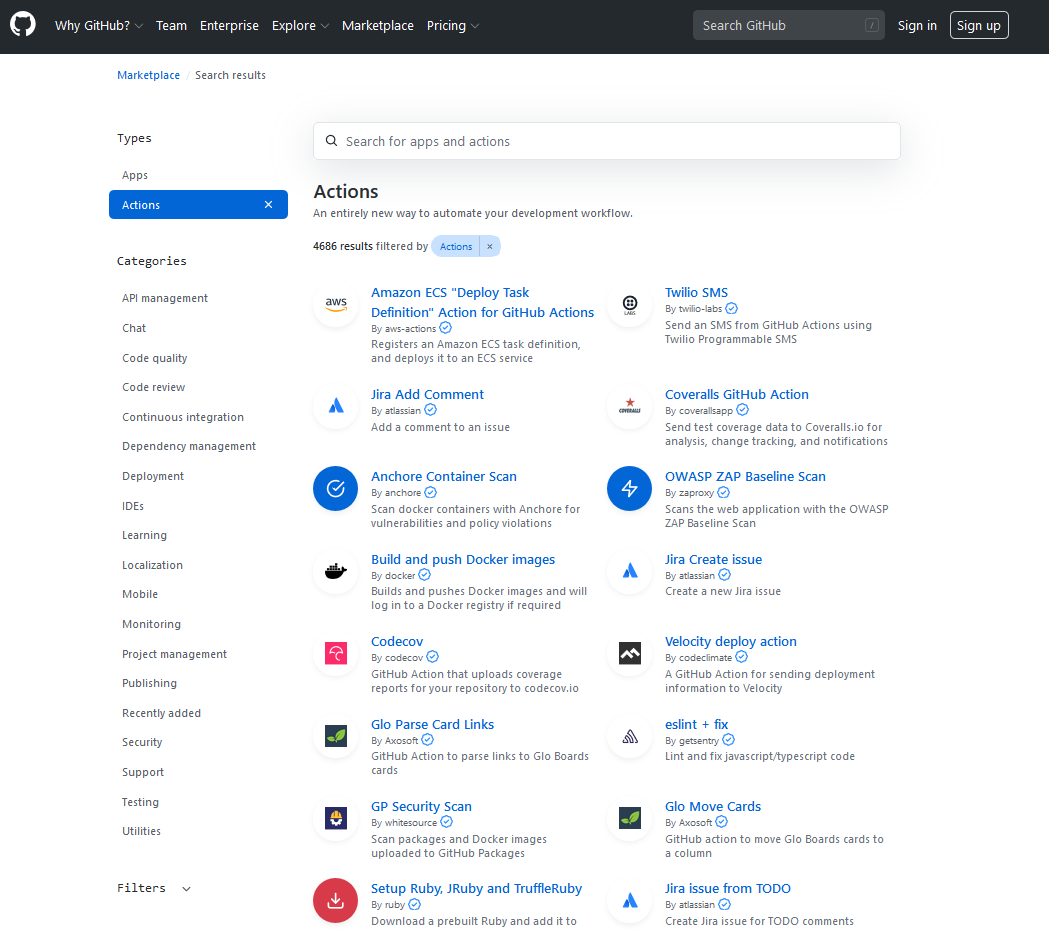 Why GitHub? Team Enterprise Explore Marketplace Pricing Search GitHub / Sign in Sign up
Marketplace / Search results
Types
Apps
Actions ×
Categories
API management
Chat
Code quality
Code review
Continuous integration
Dependency management
Deployment
IDEs
Learning
Localization
Mobile
Monitoring
Project management
Publishing
Recently added
Security
Support
Testing
Utilities
Filters
Search for apps and actions
Actions
An entirely new way to automate your development workflow.
4686 results filtered by Actions ×
aws
Amazon ECS "Deploy Task
Definition" Action for GitHub Actions
By aws-actions
Registers an Amazon ECS task definition,
and deploys it to an ECS service
LABS
Twilio SMS
By twilio-labs
Send an SMS from GitHub Actions using
Twilio Programmable SMS
Jira Add Comment
By atlassian
Add a comment to an issue
COVERALLS
Coveralls GitHub Action
By coverallsapp
Send test coverage data to Coveralls.io for
analysis, change tracking, and notifications
Anchore Container Scan
By anchore
Scan docker containers with Anchore for
vulnerabilities and policy violations
OWASP ZAP Baseline Scan
By zaproxy
Scans the web application with the OWASP
ZAP Baseline Scan
Build and push Docker images
By docker
Builds and pushes Docker images and will
log in to a Docker registry if required
Jira Create issue
By atlassian
Create a new Jira issue
Codecov
By codecov
GitHub Action that uploads coverage
reports for your repository to codecov.io
Velocity deploy action
By codeclimate
A GitHub Action for sending deployment
information to Velocity
Glo Parse Card Links
By Axosoft
GitHub Action to parse links to Glo Boards
cards
eslint + fix
By getsentry
Lint and fix javascript/typescript code
GP Security Scan
By whitesource
Scan packages and Docker images
uploaded to GitHub Packages
Glo Move Cards
By Axosoft
GitHub action to move Glo Boards cards to
a column
Setup Ruby, JRuby and TruffleRuby
By ruby
Download a prebuilt Ruby and add it to
Jira issue from TODO
By atlassian
Create Jira issue for TODO comments